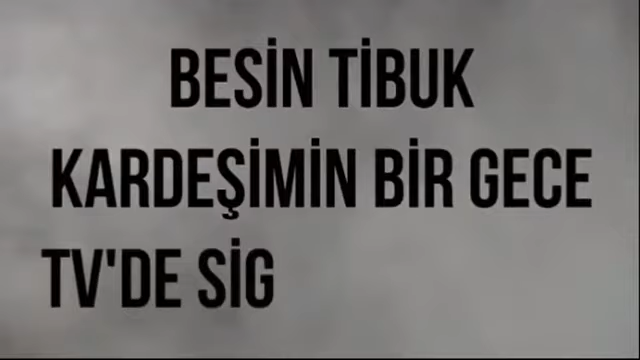 BESİN TİBUK
KARDEŞİMİN BİR GECE
TV'DE SİG